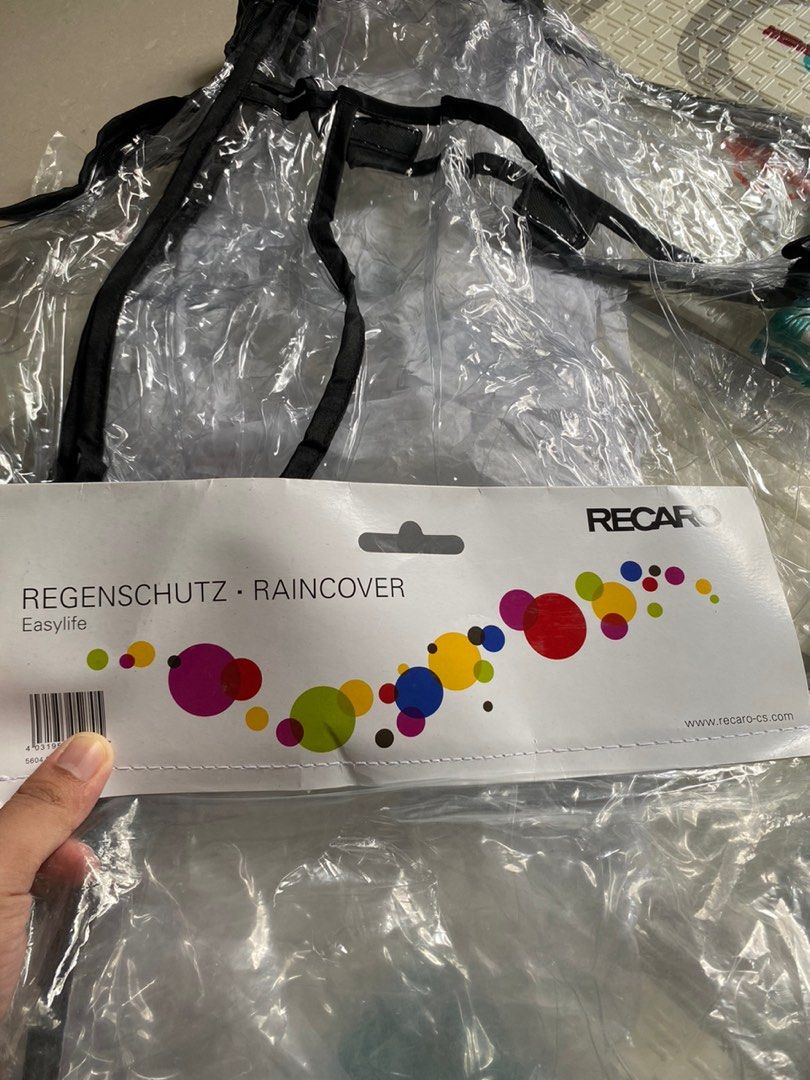 RECARO
REGENSCHUTZ · RAINCOVER
Easylife
www.recaro-cs.com